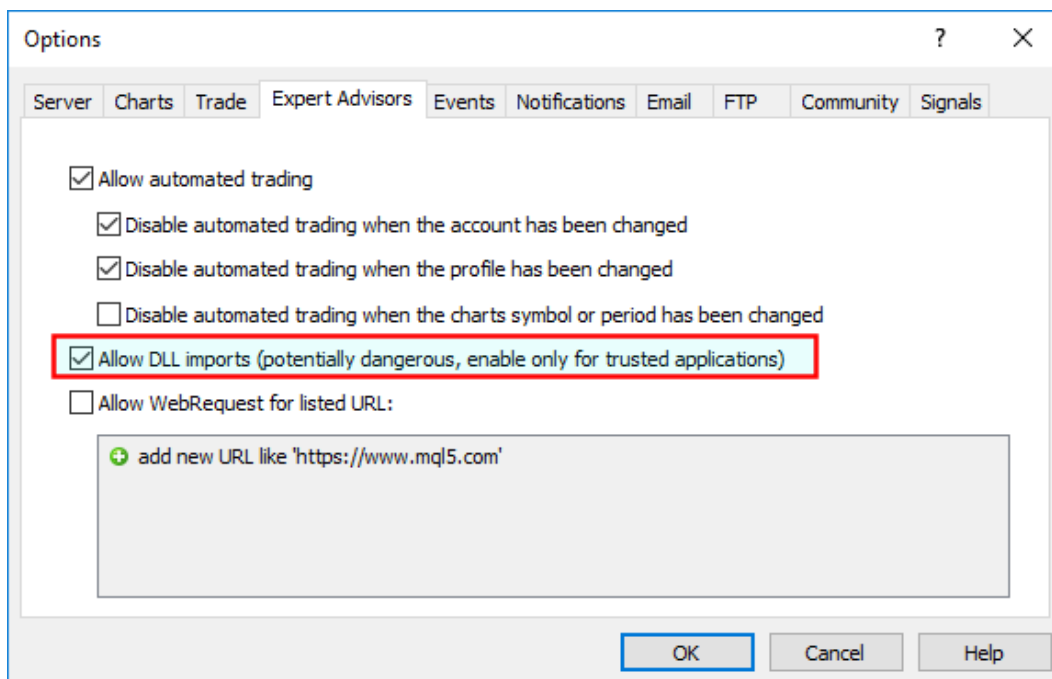 Options ?
Server Charts Trade Expert Advisors Events Notifications Email FTP Community Signals
Allow automated trading
Disable automated trading when the account has been changed
Disable automated trading when the profile has been changed
Disable automated trading when the charts symbol or period has been changed
Allow DLL imports (potentially dangerous, enable only for trusted applications)
Allow WebRequest for listed URL:
add new URL like 'https://www.mql5.com'
OK Cancel Help